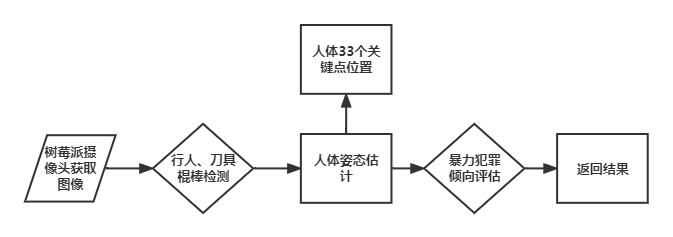 人体33个关
键点位置
树莓派摄
像头获取
图像
行人、刀具
棍棒检测
人体姿态估
计
暴力犯罪
倾向评估
返回结果